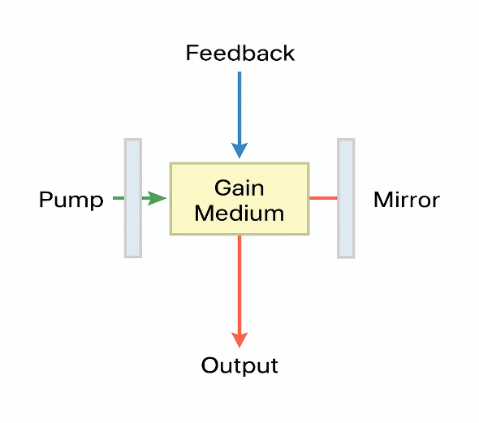 Feedback
Pump
Gain
Medium
Mirror
Output